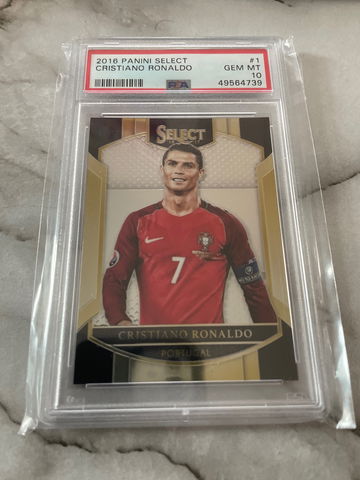 2016 PANINI SELECT #1
CRISTIANO RONALDO GEM MT
PSA 10
49564739
SELECT
7
CRISTIANO RONALDO
PORTUGAL